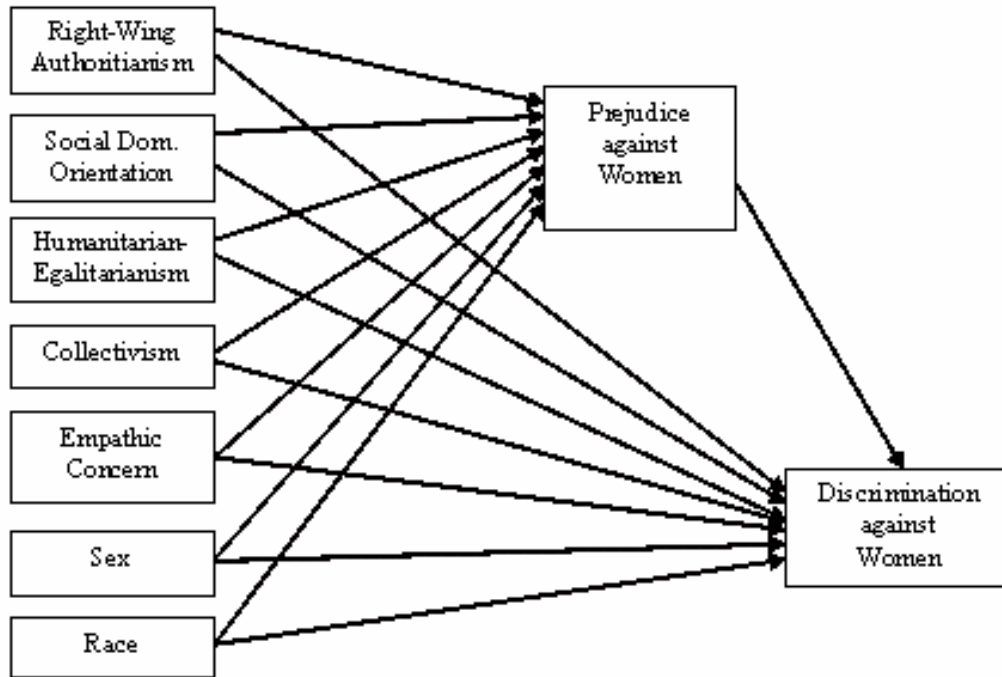 Right-Wing
Authoritianism
Prejudice
against
Women
Social Dom.
Orientation
Humanitarian-
Egalitarianism
Collectivism
Empathic
Concern
Discrimination
against
Women
Sex
Race